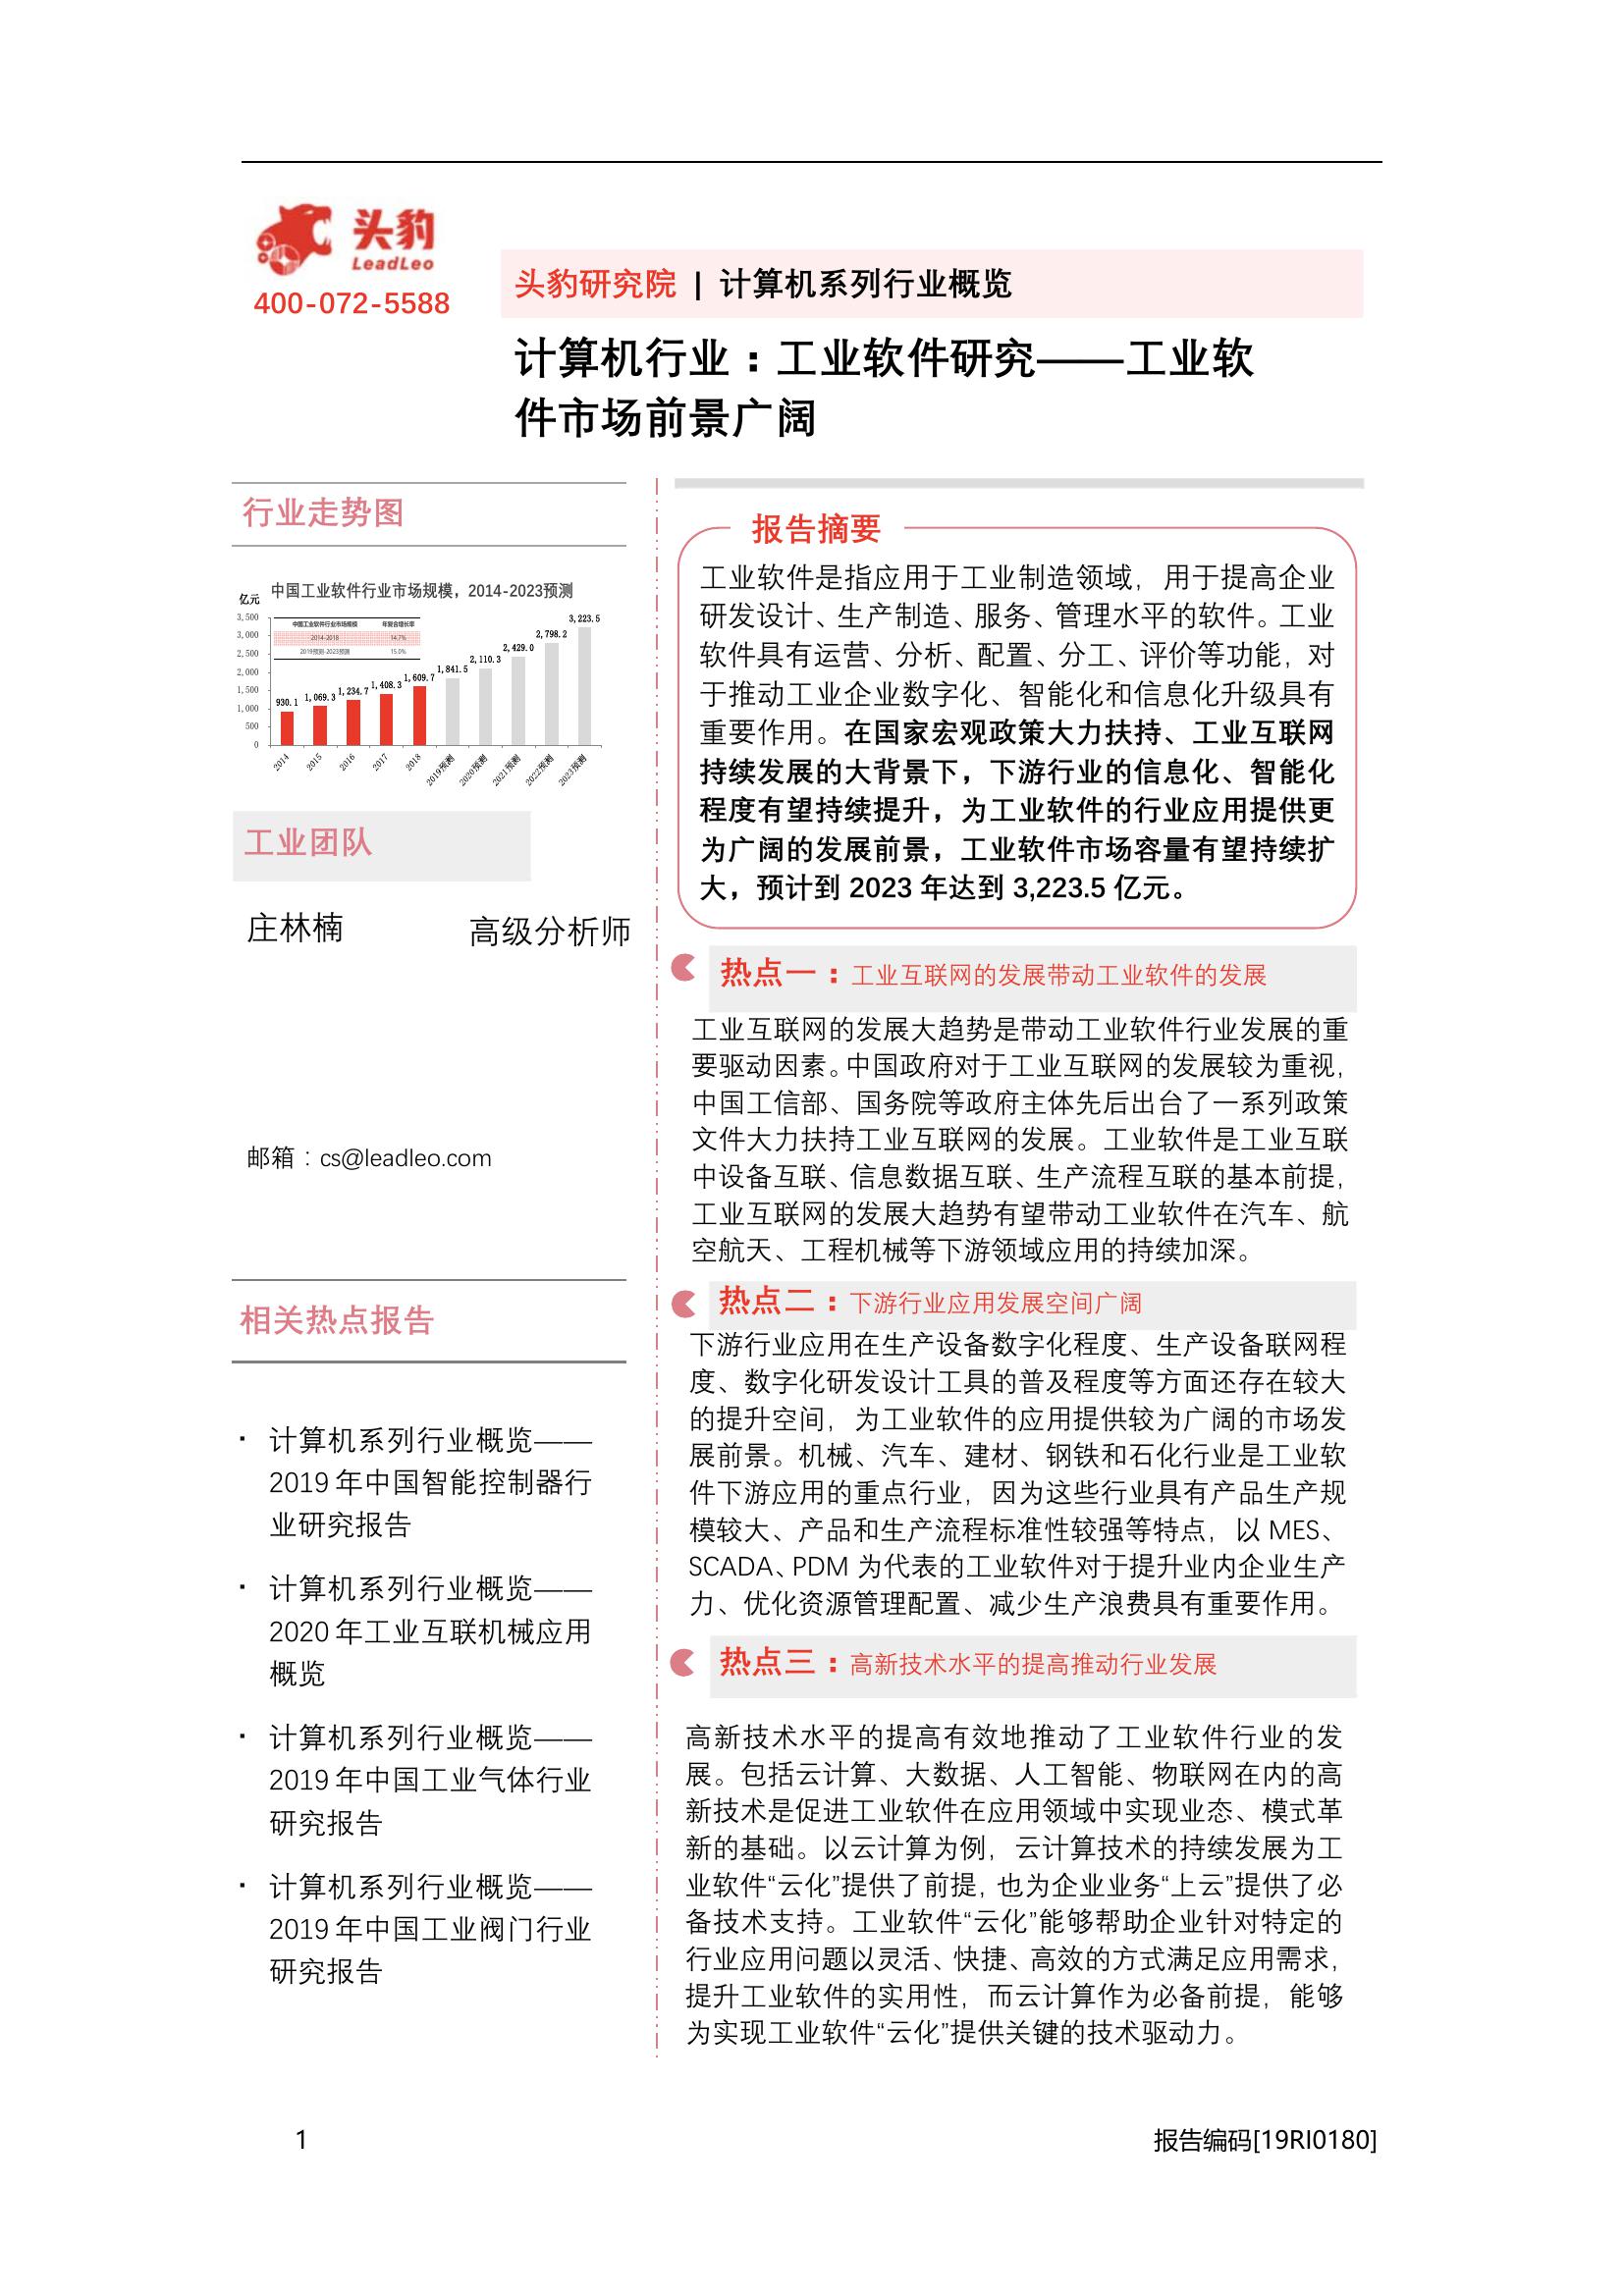 头豹
LeadLeo
400-072-5588
头豹研究院 | 计算机系列行业概览
计算机行业：工业软件研究——工业软
件市场前景广阔
行业走势图
中国工业软件行业市场规模，2014-2023预测
亿元
3,500
3,000
2,500
2,000
1,500
1,000
500
0
中国工业软件行业市场规模 年复合增长率
2014-2018 14.7%
2019预测-2023预测 15.0%
930.1
1,069.3
1,234.7
1,408.3
1,609.7
1,841.5
2,110.3
2,429.0
2,798.2
3,223.5
2014
2015
2016
2017
2018
2019预测
2020预测
2021预测
2022预测
2023预测
工业团队
庄林楠 高级分析师
邮箱：cs@leadleo.com
相关热点报告
· 计算机系列行业概览——
2019 年中国智能控制器行
业研究报告
· 计算机系列行业概览——
2020 年工业互联机械应用
概览
· 计算机系列行业概览——
2019 年中国工业气体行业
研究报告
· 计算机系列行业概览——
2019 年中国工业阀门行业
研究报告
报告摘要
工业软件是指应用于工业制造领域，用于提高企业
研发设计、生产制造、服务、管理水平的软件。工业
软件具有运营、分析、配置、分工、评价等功能，对
于推动工业企业数字化、智能化和信息化升级具有
重要作用。在国家宏观政策大力扶持、工业互联网
持续发展的大背景下，下游行业的信息化、智能化
程度有望持续提升，为工业软件的行业应用提供更
为广阔的发展前景，工业软件市场容量有望持续扩
大，预计到 2023 年达到 3,223.5 亿元。
热点一：工业互联网的发展带动工业软件的发展
工业互联网的发展大趋势是带动工业软件行业发展的重
要驱动因素。中国政府对于工业互联网的发展较为重视，
中国工信部、国务院等政府主体先后出台了一系列政策
文件大力扶持工业互联网的发展。工业软件是工业互联
中设备互联、信息数据互联、生产流程互联的基本前提，
工业互联网的发展大趋势有望带动工业软件在汽车、航
空航天、工程机械等下游领域应用的持续加深。
热点二：下游行业应用发展空间广阔
下游行业应用在生产设备数字化程度、生产设备联网程
度、数字化研发设计工具的普及程度等方面还存在较大
的提升空间，为工业软件的应用提供较为广阔的市场发
展前景。机械、汽车、建材、钢铁和石化行业是工业软
件下游应用的重点行业，因为这些行业具有产品生产规
模较大、产品和生产流程标准性较强等特点，以 MES、
SCADA、PDM 为代表的工业软件对于提升业内企业生产
力、优化资源管理配置、减少生产浪费具有重要作用。
热点三：高新技术水平的提高推动行业发展
高新技术水平的提高有效地推动了工业软件行业的发
展。包括云计算、大数据、人工智能、物联网在内的高
新技术是促进工业软件在应用领域中实现业态、模式革
新的基础。以云计算为例，云计算技术的持续发展为工
业软件“云化”提供了前提，也为企业业务“上云”提供了必
备技术支持。工业软件“云化”能够帮助企业针对特定的
行业应用问题以灵活、快捷、高效的方式满足应用需求，
提升工业软件的实用性，而云计算作为必备前提，能够
为实现工业软件“云化”提供关键的技术驱动力。
1 报告编码[19RI0180]